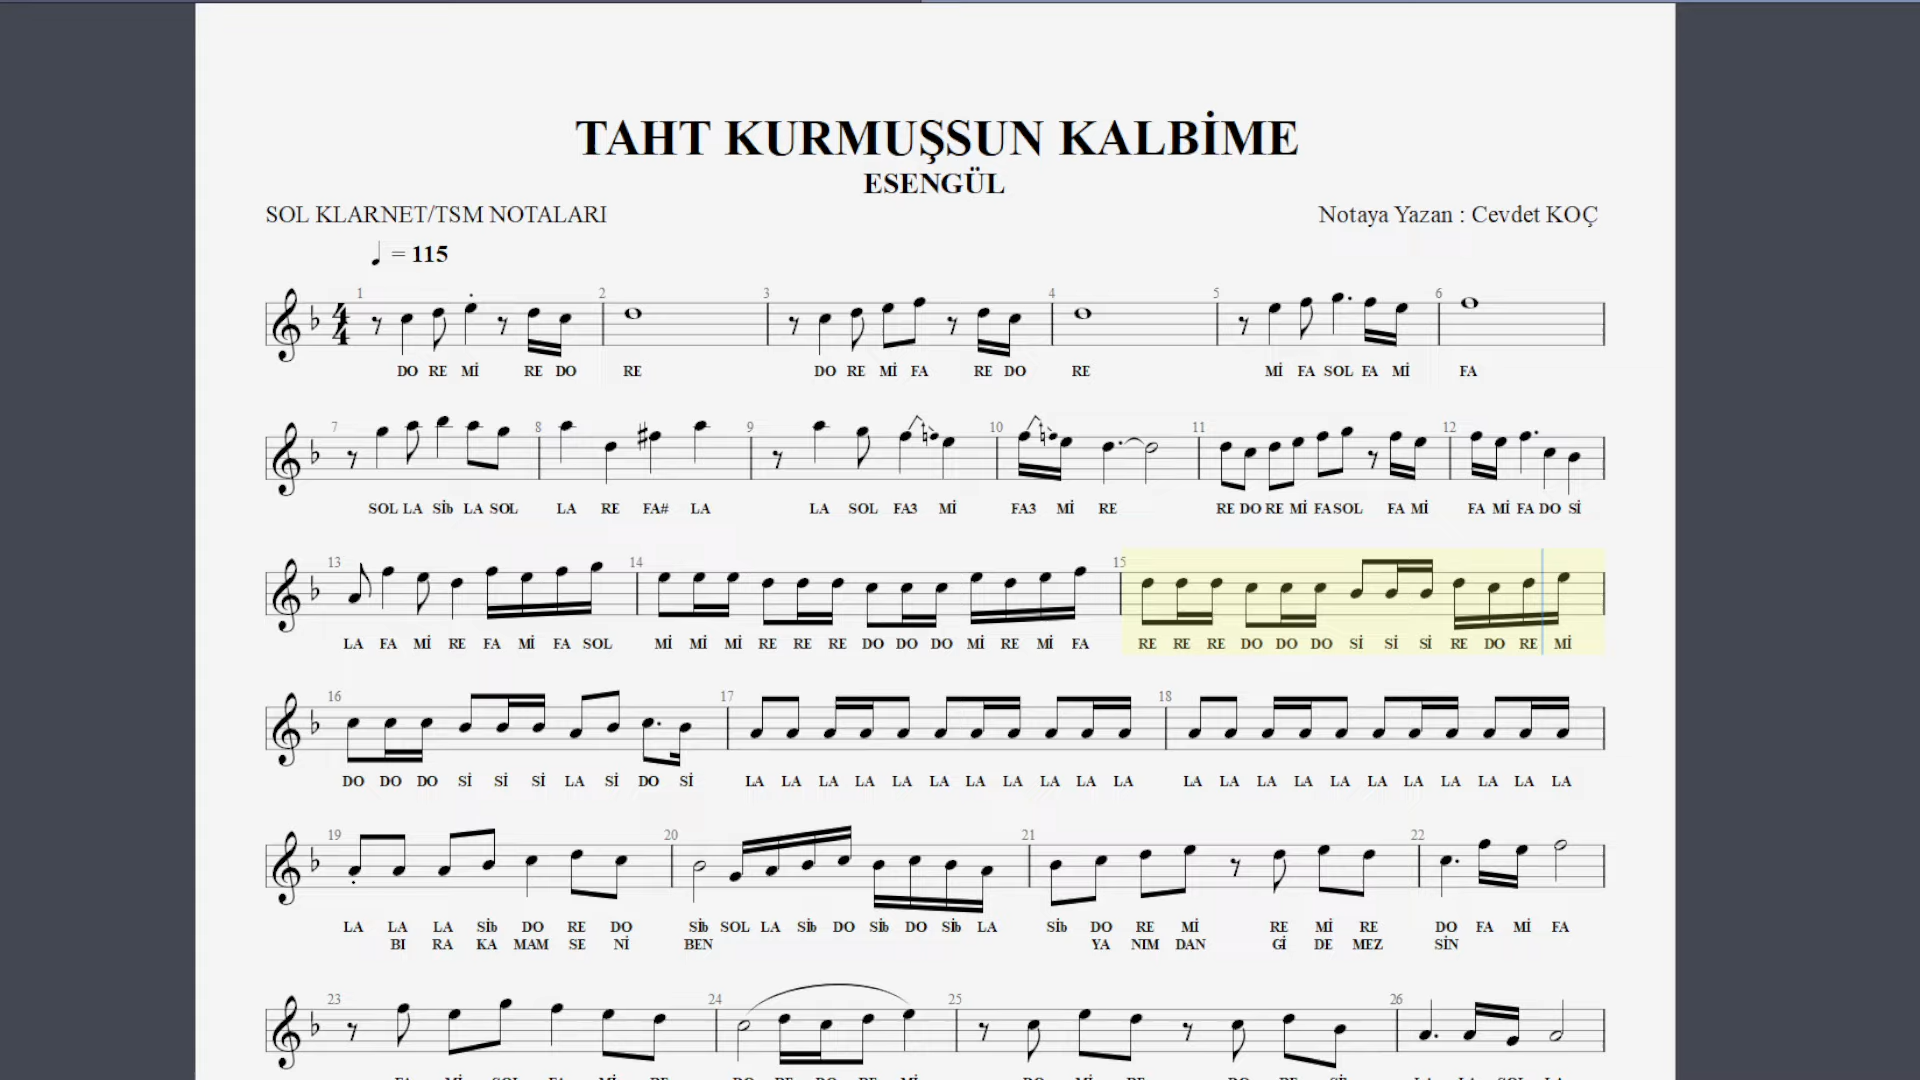 TAHT KURMUŞSUN KALBİME
ESENGÜL
SOL KLARNET/TSM NOTALARI
Notaya Yazan : Cevdet KOÇ
= 115
1 2 3 4 5 6
4
4
DO RE Mİ RE DO RE DO RE Mİ FA RE DO RE Mİ FA SOL FA Mİ FA
7 8 9 10 11 12
SOL LA Sİb LA SOL LA RE FA# LA LA SOL FA3 Mİ FA3 Mİ RE RE DO RE Mİ FA SOL FA Mİ FA Mİ FA DO Sİ
13 14 15
LA FA Mİ RE FA Mİ FA SOL Mİ Mİ Mİ RE RE RE DO DO DO Mİ RE Mİ FA RE RE RE DO DO DO Sİ Sİ Sİ RE DO RE Mİ
16 17 18
DO DO DO Sİ Sİ Sİ LA Sİ DO Sİ LA LA LA LA LA LA LA LA LA LA LA LA LA LA LA LA LA LA LA LA LA LA
19 20 21 22
LA LA LA Sİb DO RE DO Sİb SOL LA Sİb DO Sİb DO Sİb LA Sİb DO RE Mİ RE Mİ RE DO FA Mİ FA
BI RA KA MAM SE Nİ BEN YA NIM DAN Gİ DE MEZ SİN
23 24 25 26